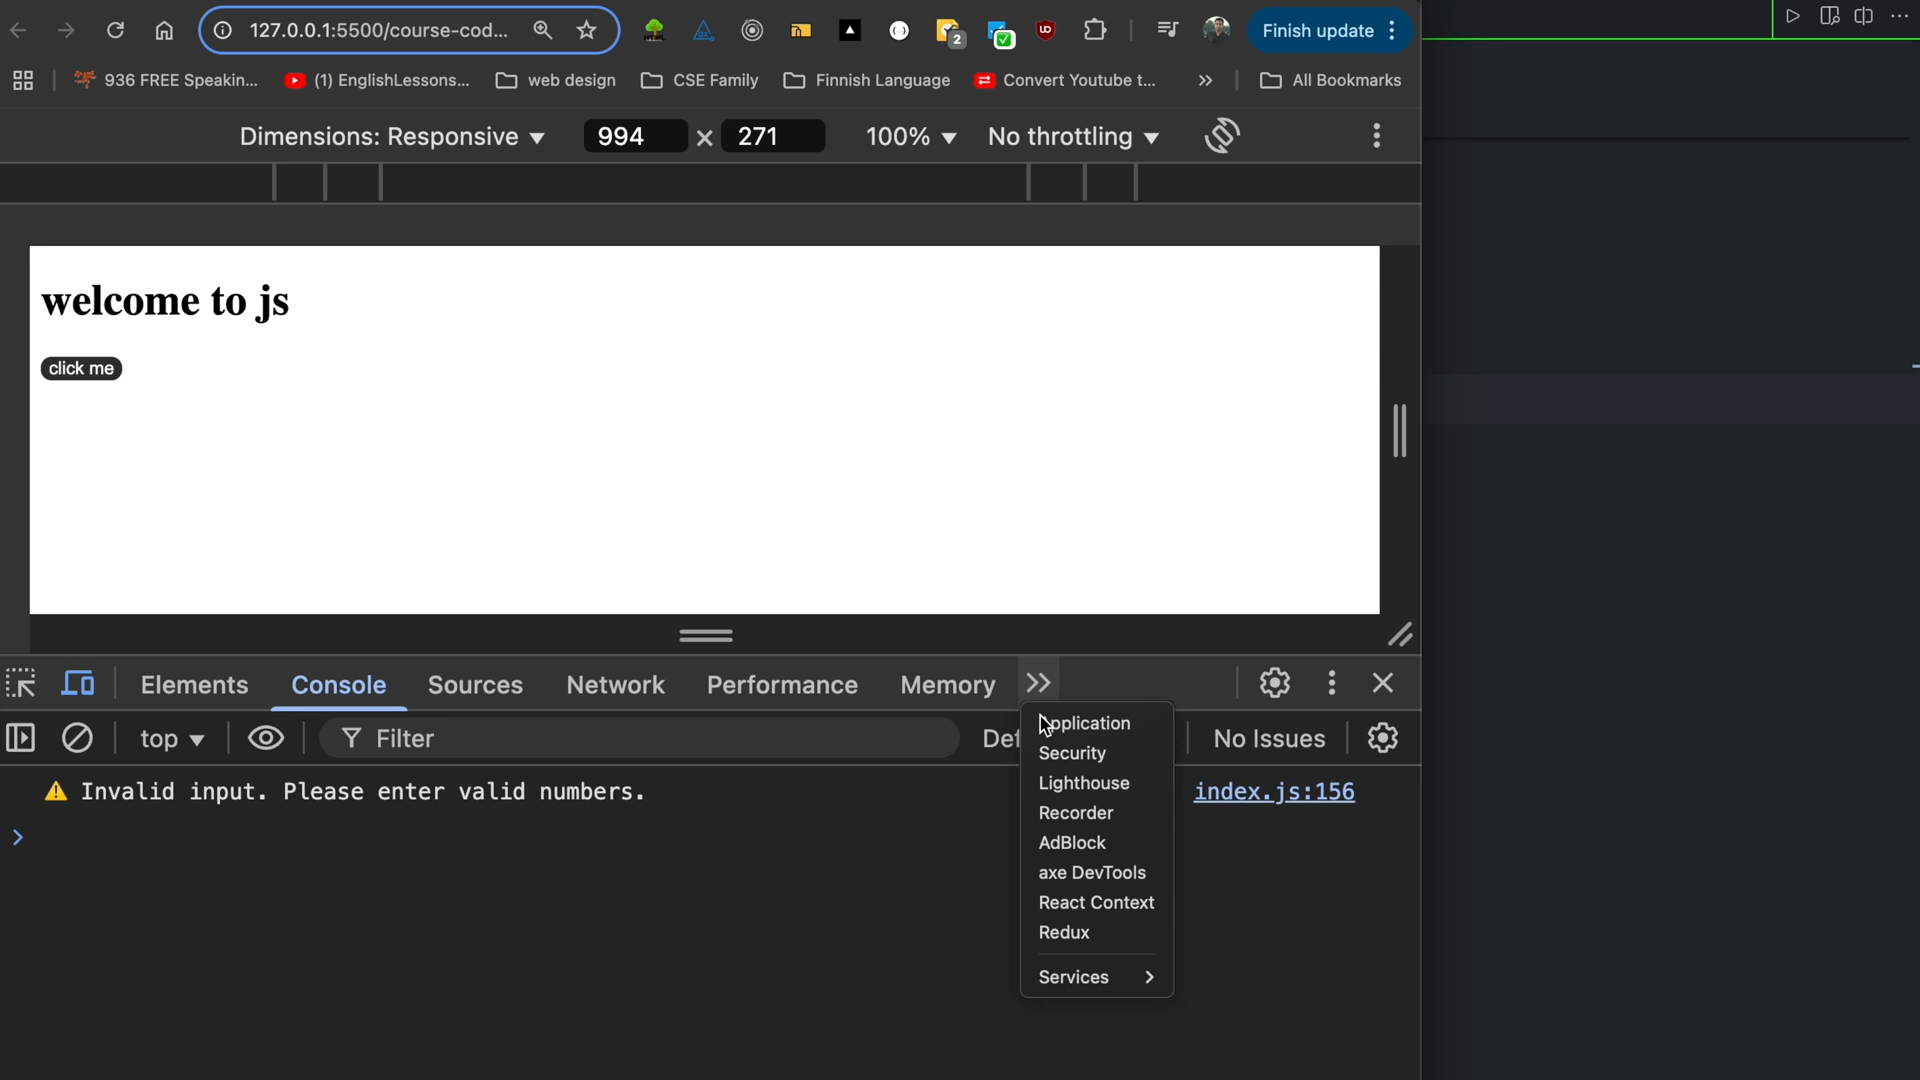 127.0.0.1:5500/course-cod...
2
Finish update
936 FREE Speakin...
(1) EnglishLessons...
web design
CSE Family
Finnish Language
Convert Youtube t...
All Bookmarks
Dimensions: Responsive
994 × 271
100%
No throttling
welcome to js
click me
Elements
Console
Sources
Network
Performance
Memory
top
Filter
Def
No Issues
Invalid input. Please enter valid numbers.
index.js:156
Application
Security
Lighthouse
Recorder
AdBlock
axe DevTools
React Context
Redux
Services